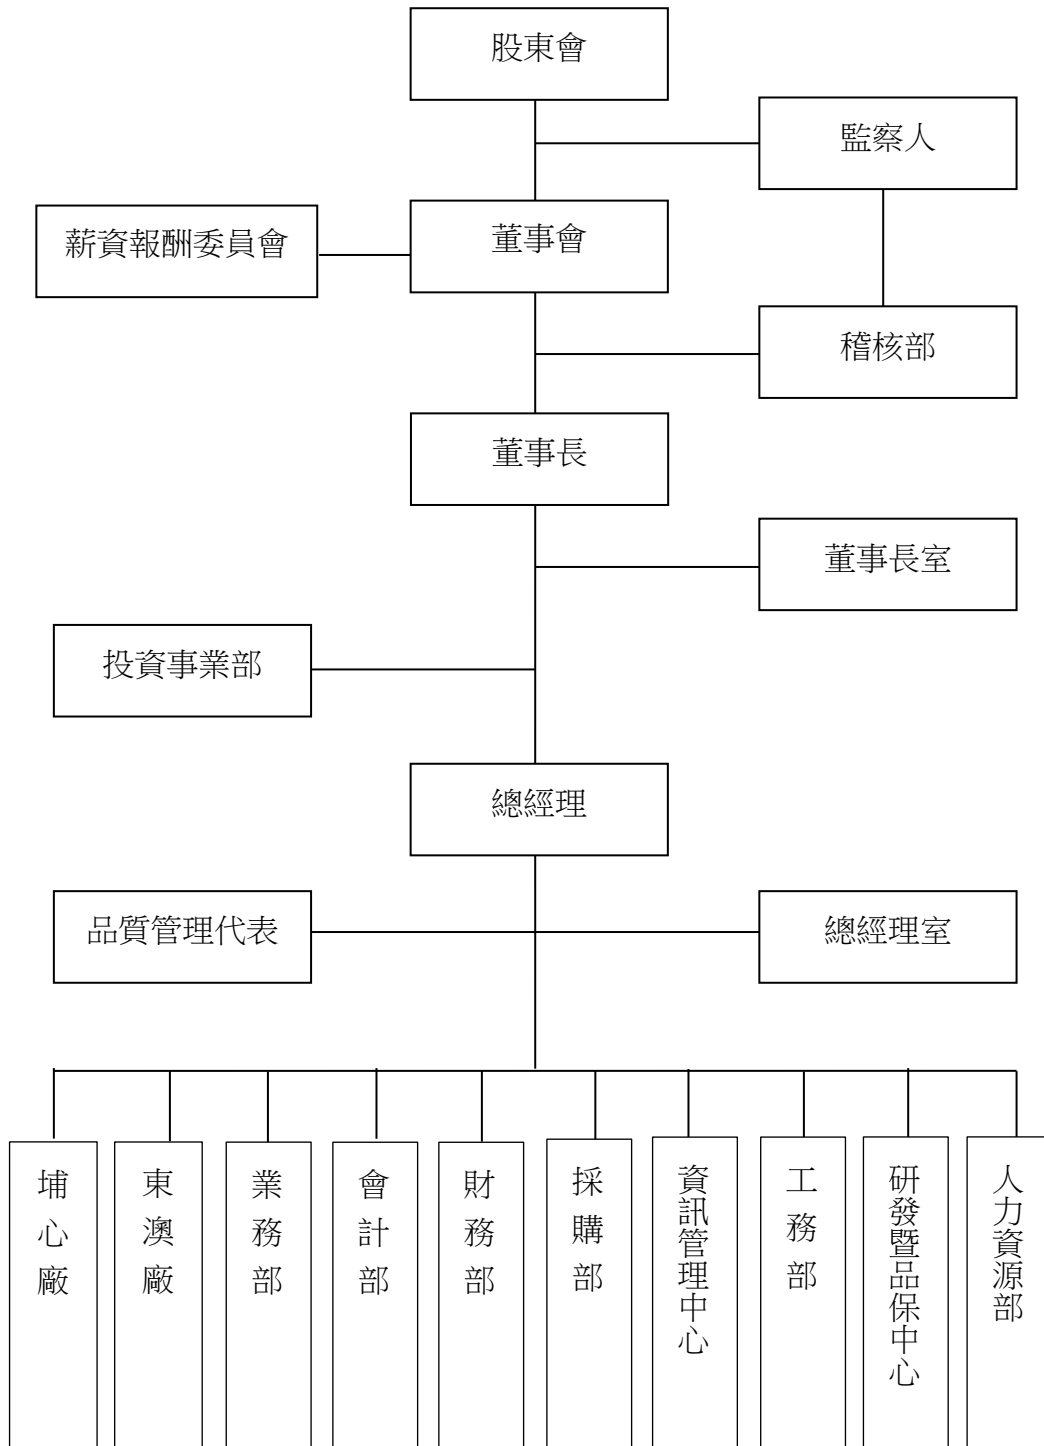 股東會
監察人
薪資報酬委員會
董事會
稽核部
董事長
董事長室
投資事業部
總經理
品質管理代表
總經理室
埔心廠
東澳廠
業務部
會計部
財務部
採購部
資訊管理中心
工務部
研發暨品保中心
人力資源部